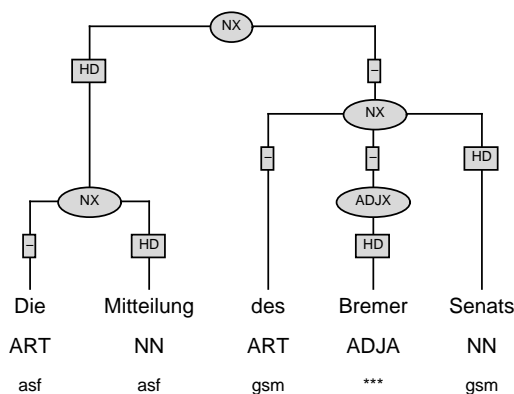 NX
HD –
NX
– – HD
NX ADJX
– HD HD
Die Mitteilung des Bremer Senats
ART NN ART ADJA NN
asf asf gsm *** gsm